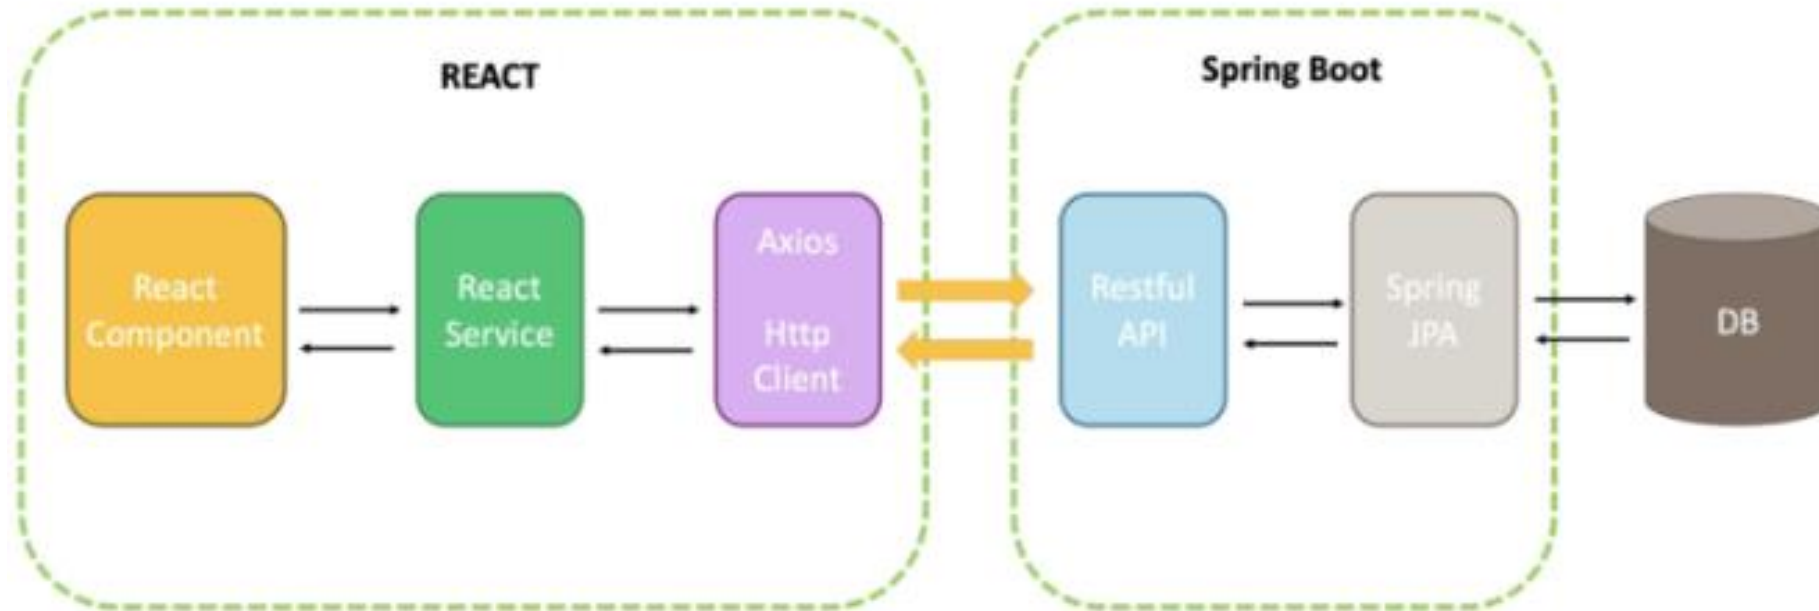 REACT
Spring Boot
React
Component
React
Service
Axios
Http
Client
Restful
API
Spring
JPA
DB